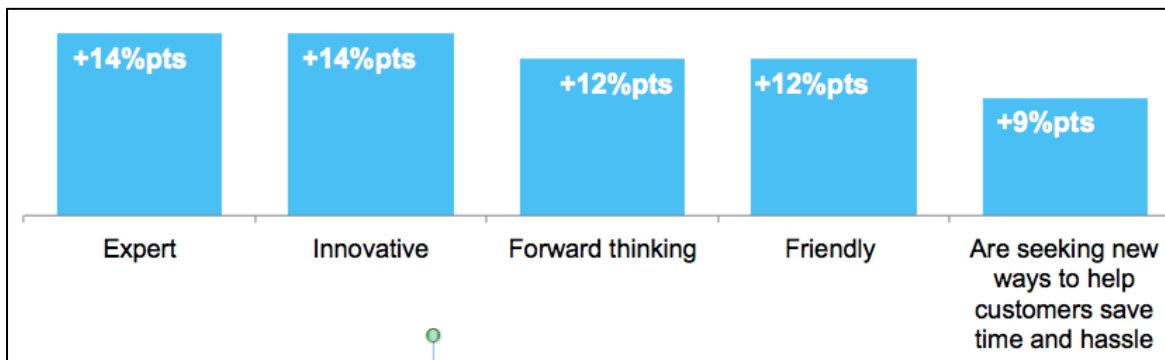 +14%pts
+14%pts
+12%pts
+12%pts
+9%pts
Expert
Innovative
Forward thinking
Friendly
Are seeking new
ways to help
customers save
time and hassle